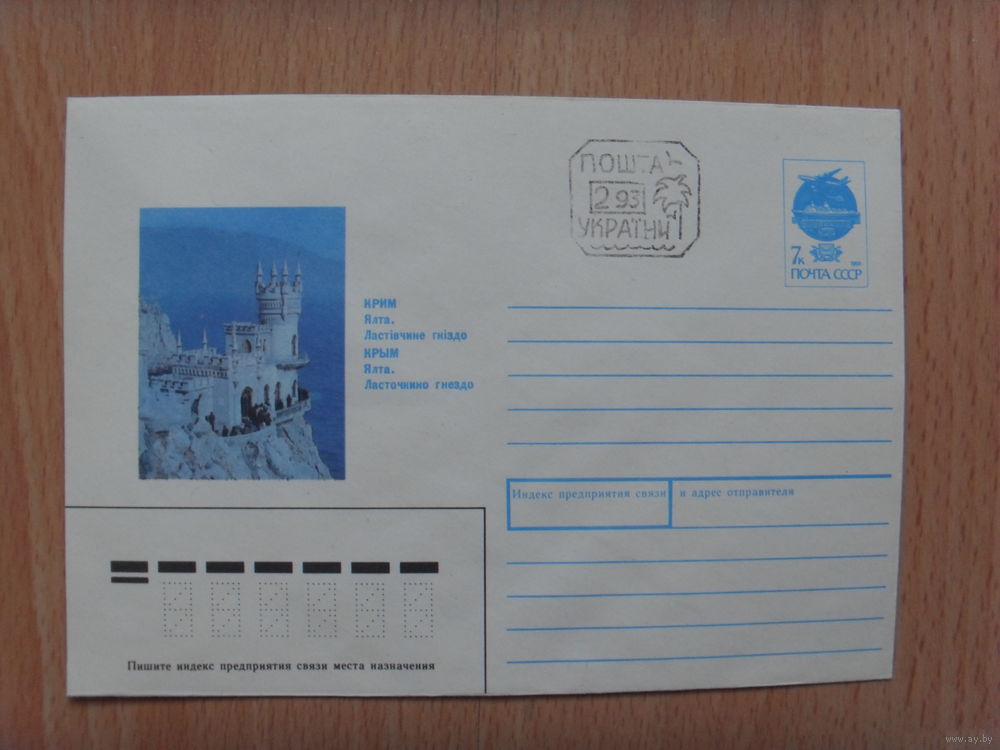 ПОШТА
2 93
УКРАЇНИ
7к
ПОЧТА СССР
КРИМ
Ялта.
Ластівчине гніздо
КРЫМ
Ялта.
Ласточкино гнездо
Индекс предприятия связи и адрес отправителя
Пишите индекс предприятия связи места назначения
www.ay.by